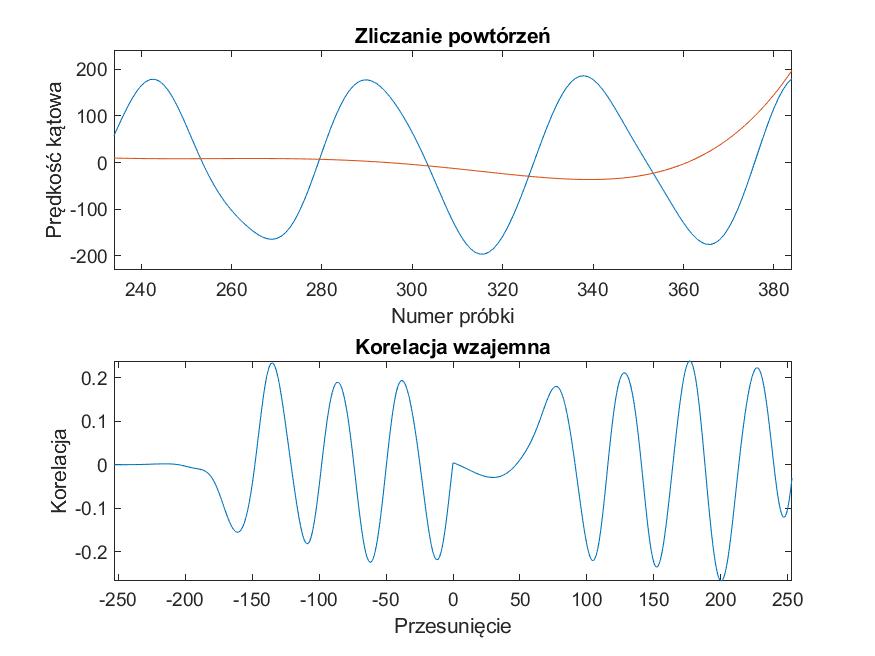 Zliczanie powtórzeń
200
100
0
-100
-200
Prędkość kątowa
240 260 280 300 320 340 360 380
Numer próbki
Korelacja wzajemna
0.2
0.1
0
-0.1
-0.2
Korelacja
-250 -200 -150 -100 -50 0 50 100 150 200 250
Przesunięcie